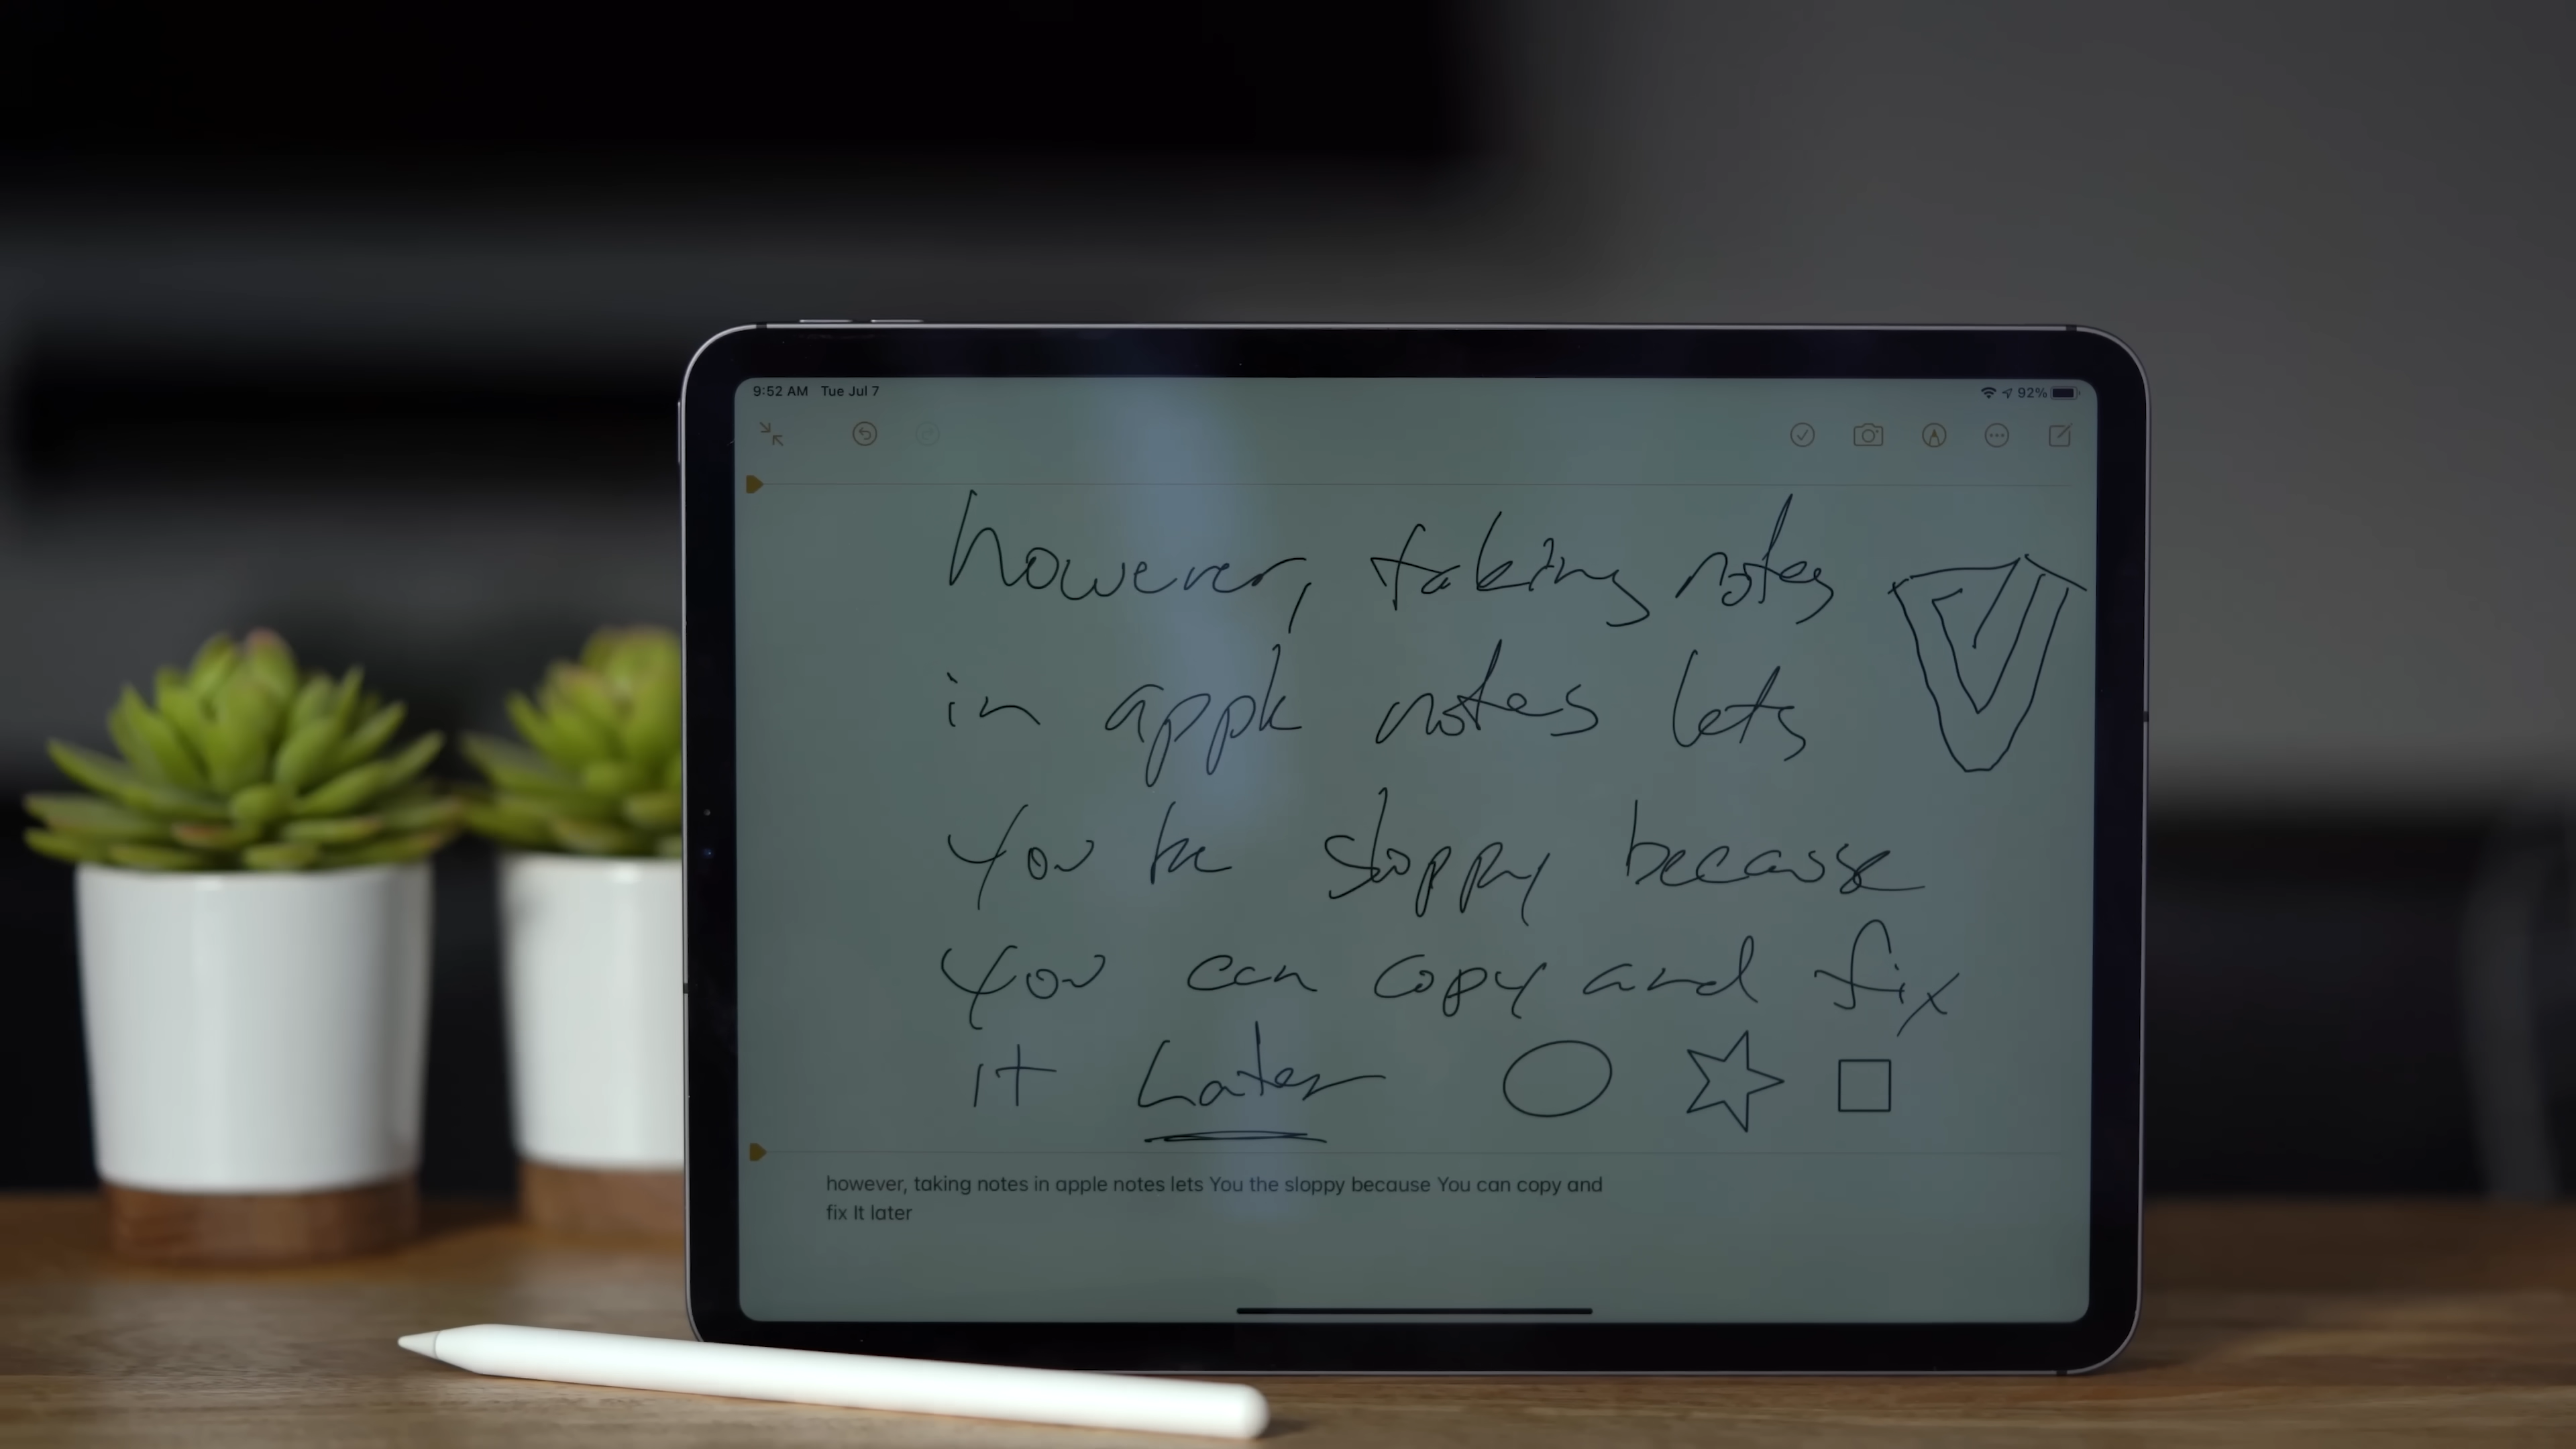 9:52 AM Tue Jul 7 92%
however, taking notes
in apple notes lets
You be sloppy because
You can copy and fix
It Later
however, taking notes in apple notes lets You the sloppy because You can copy and
fix It later